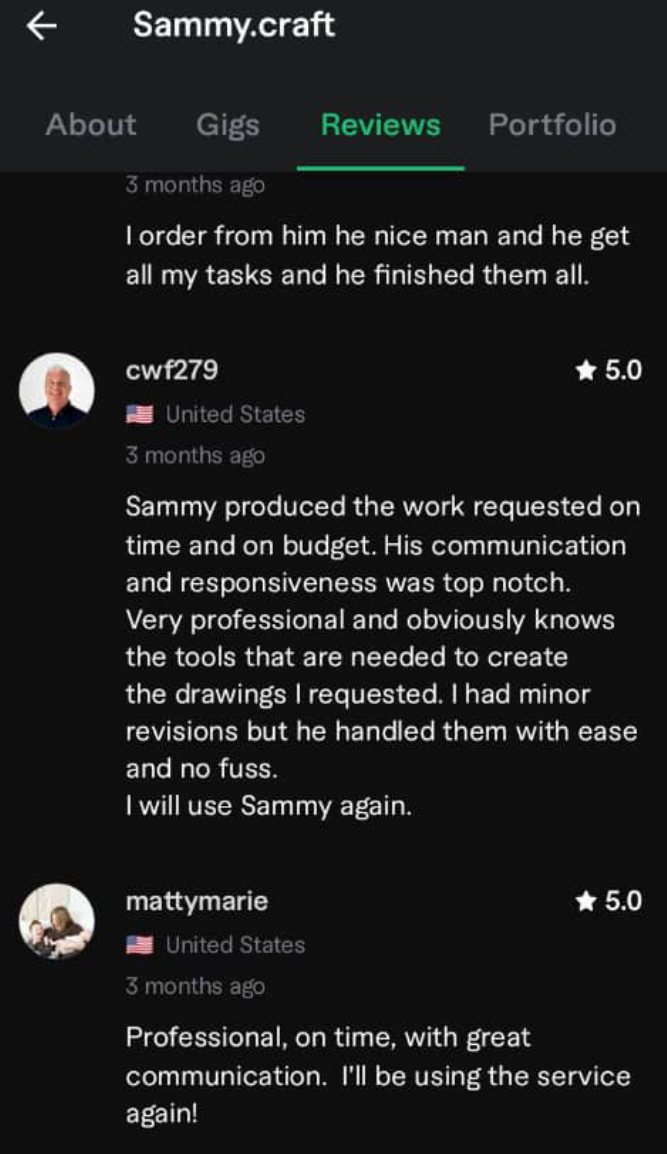 Sammy.craft
About Gigs Reviews Portfolio
3 months ago
I order from him he nice man and he get
all my tasks and he finished them all.
cwf279 ★ 5.0
United States
3 months ago
Sammy produced the work requested on
time and on budget. His communication
and responsiveness was top notch.
Very professional and obviously knows
the tools that are needed to create
the drawings I requested. I had minor
revisions but he handled them with ease
and no fuss.
I will use Sammy again.
mattymarie ★ 5.0
United States
3 months ago
Professional, on time, with great
communication.  I'll be using the service
again!